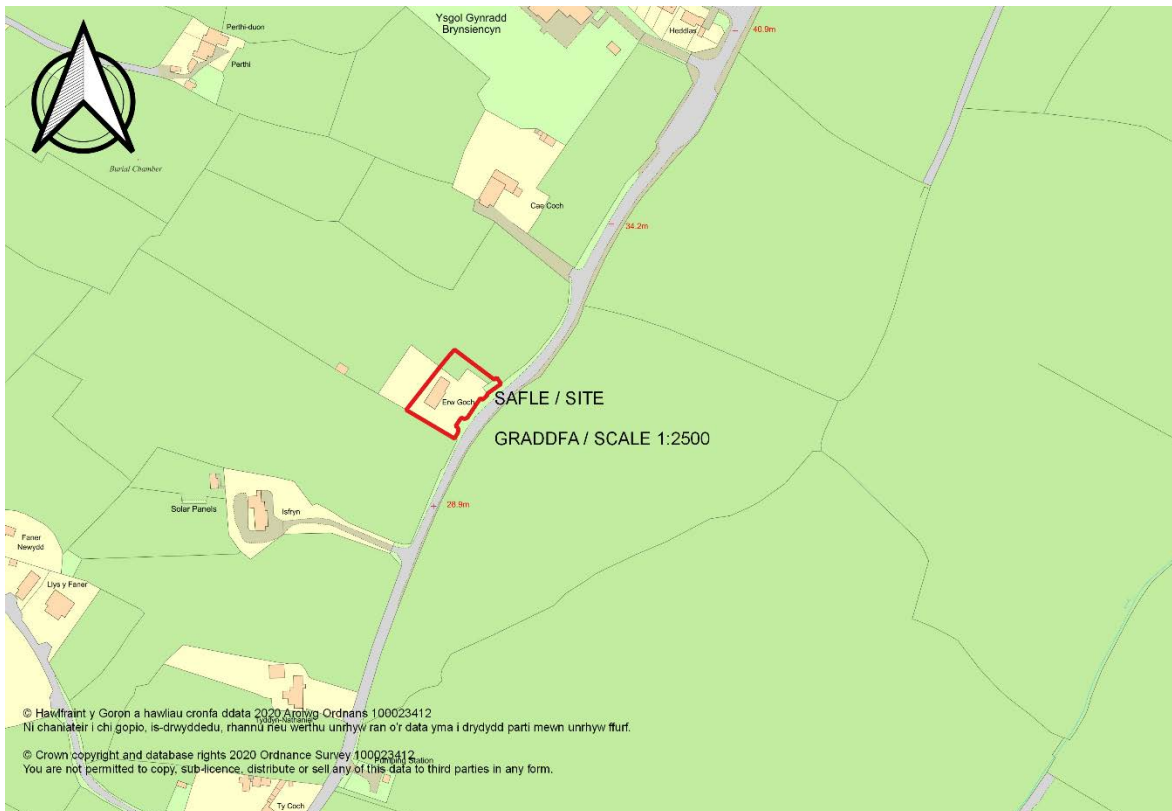 Ysgol Gynradd
Brynsiencyn
Heddlas
40.9m
Perthi-duon
Perthi
Burial Chamber
Cae Coch
34.2m
Erw Goch
SAFLE / SITE
GRADDFA / SCALE 1:2500
Solar Panels
Isfryn
28.9m
Faner
Newydd
Llys y Faner
Tyddyn-Nathaniel
© Hawlfraint y Goron a hawliau cronfa ddata 2020 Arolwg Ordnans 100023412
Ni chaniateir i chi gopio, is-drwyddedu, rhannu neu werthu unrhyw ran o'r data yma i drydydd parti mewn unrhyw ffurf.
© Crown copyright and database rights 2020 Ordnance Survey 100023412
Pumping Station
You are not permitted to copy, sub-licence, distribute or sell any of this data to third parties in any form.
Ty Coch